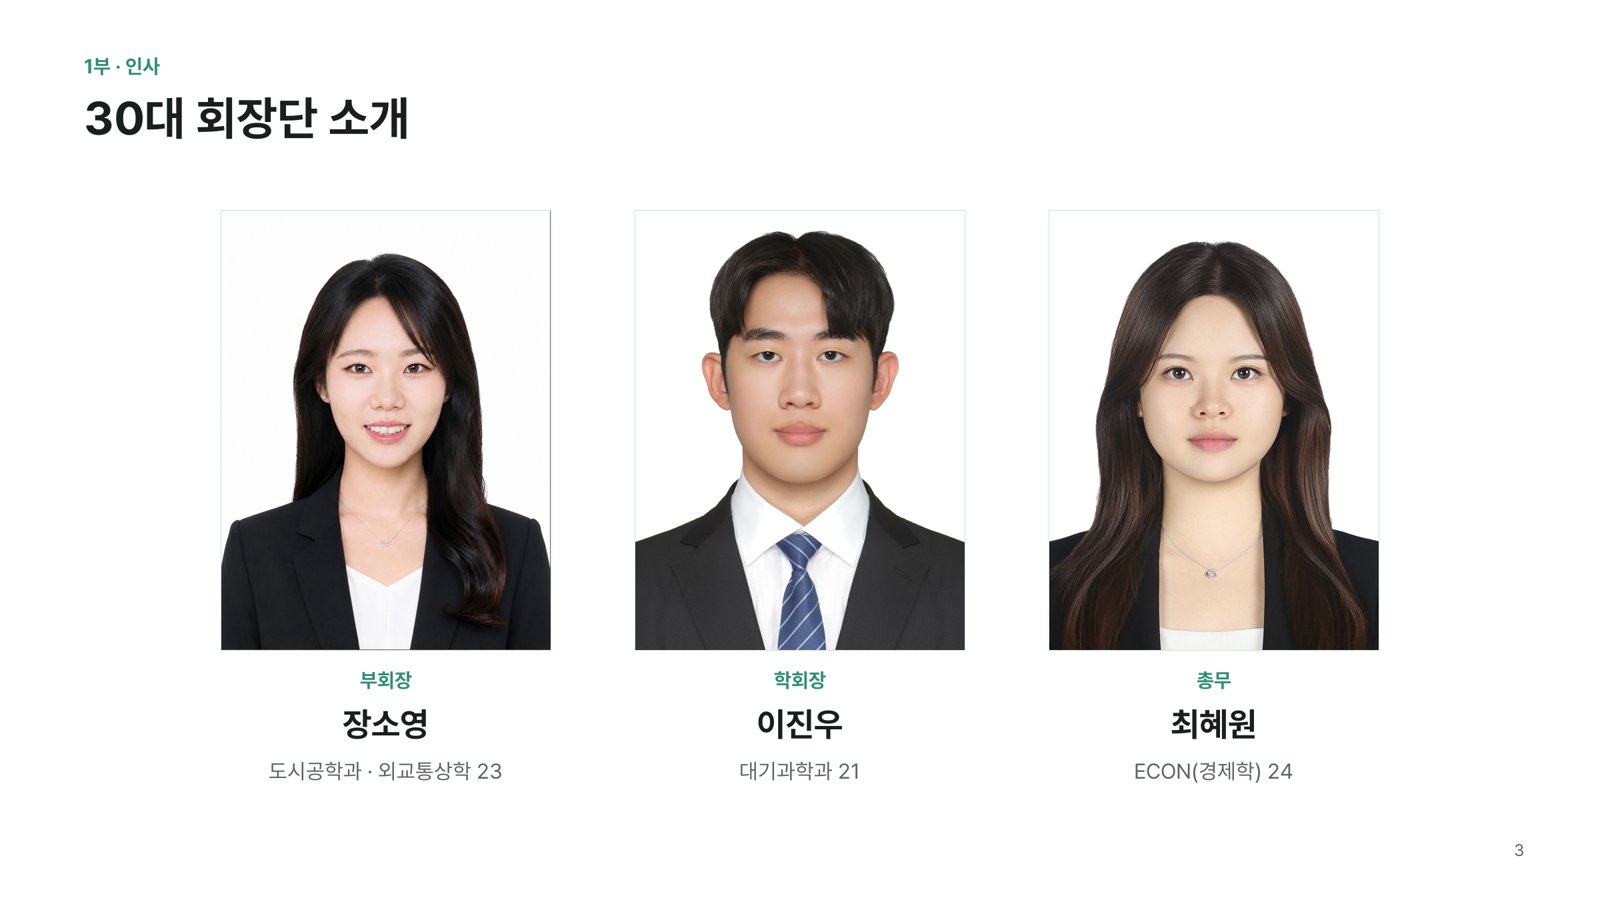 1부 · 인사
30대 회장단 소개
부회장
장소영
도시공학과 · 외교통상학 23
학회장
이진우
대기과학과 21
총무
최혜원
ECON(경제학) 24
3